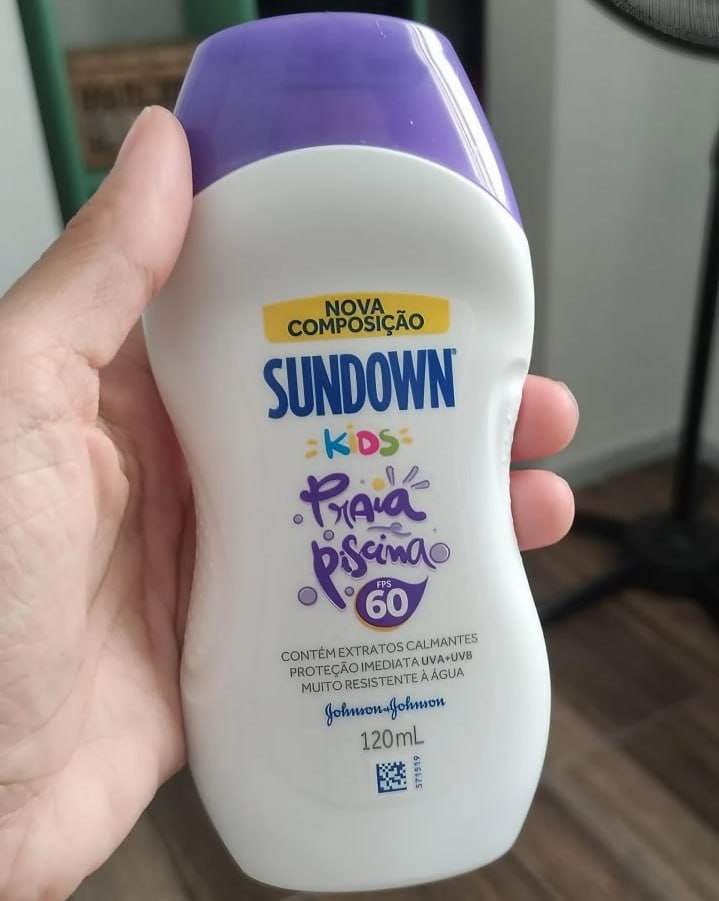 NOVA
COMPOSIÇÃO
SUNDOWN
KiDS
Praia
piscina
FPS
60
CONTÉM EXTRATOS CALMANTES
PROTEÇÃO IMEDIATA UVA+UVB
MUITO RESISTENTE À ÁGUA
Johnson & Johnson
120mL
571519